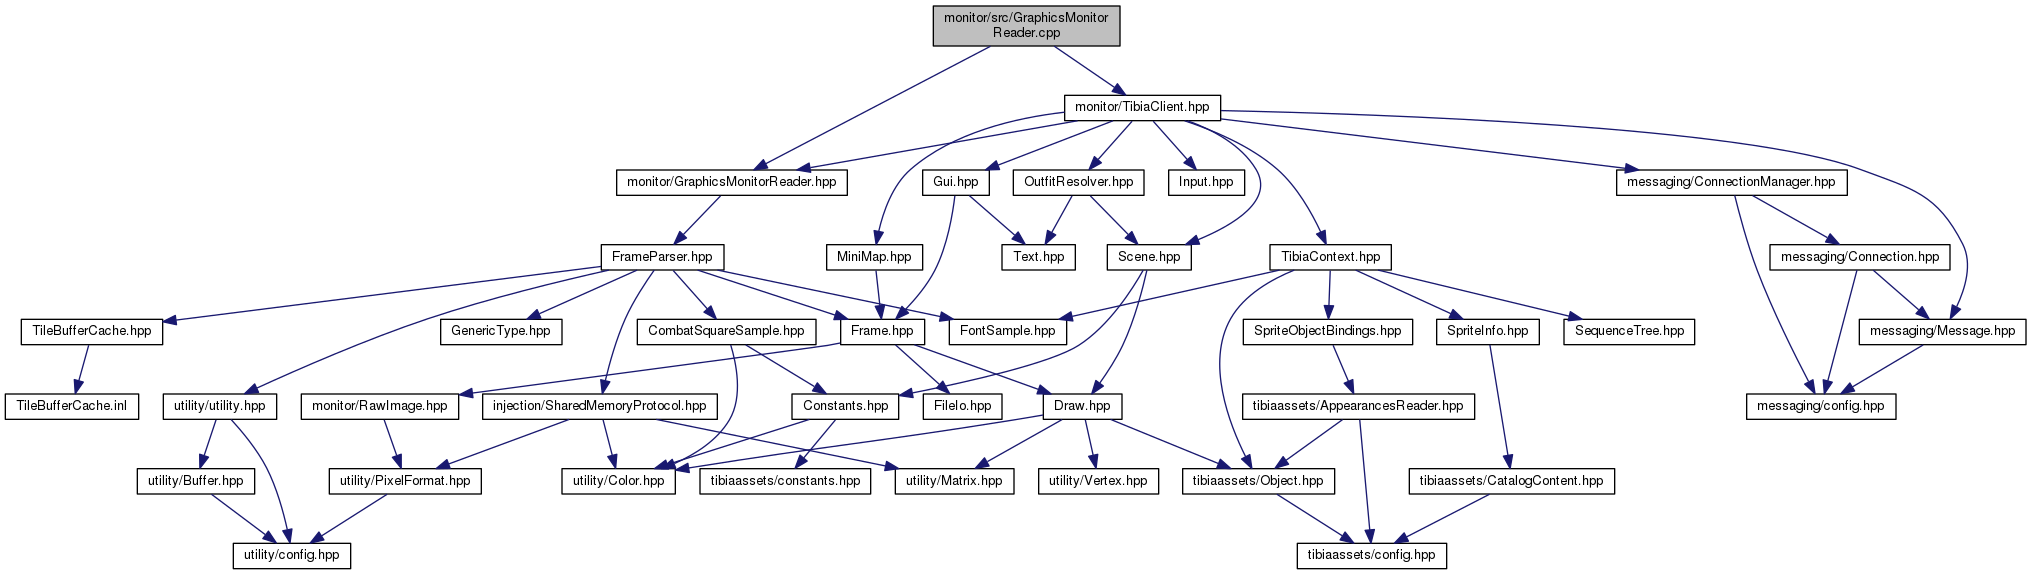 monitor/src/GraphicsMonitor
Reader.cpp
monitor/TibiaClient.hpp
monitor/GraphicsMonitorReader.hpp
Gui.hpp
OutfitResolver.hpp
Input.hpp
messaging/ConnectionManager.hpp
FrameParser.hpp
MiniMap.hpp
Text.hpp
Scene.hpp
TibiaContext.hpp
messaging/Connection.hpp
TileBufferCache.hpp
GenericType.hpp
CombatSquareSample.hpp
Frame.hpp
FontSample.hpp
SpriteObjectBindings.hpp
SpriteInfo.hpp
SequenceTree.hpp
messaging/Message.hpp
TileBufferCache.inl
utility/utility.hpp
monitor/RawImage.hpp
injection/SharedMemoryProtocol.hpp
Constants.hpp
FileIo.hpp
Draw.hpp
tibiaassets/AppearancesReader.hpp
messaging/config.hpp
utility/Buffer.hpp
utility/PixelFormat.hpp
utility/Color.hpp
tibiaassets/constants.hpp
utility/Matrix.hpp
utility/Vertex.hpp
tibiaassets/Object.hpp
tibiaassets/CatalogContent.hpp
utility/config.hpp
tibiaassets/config.hpp